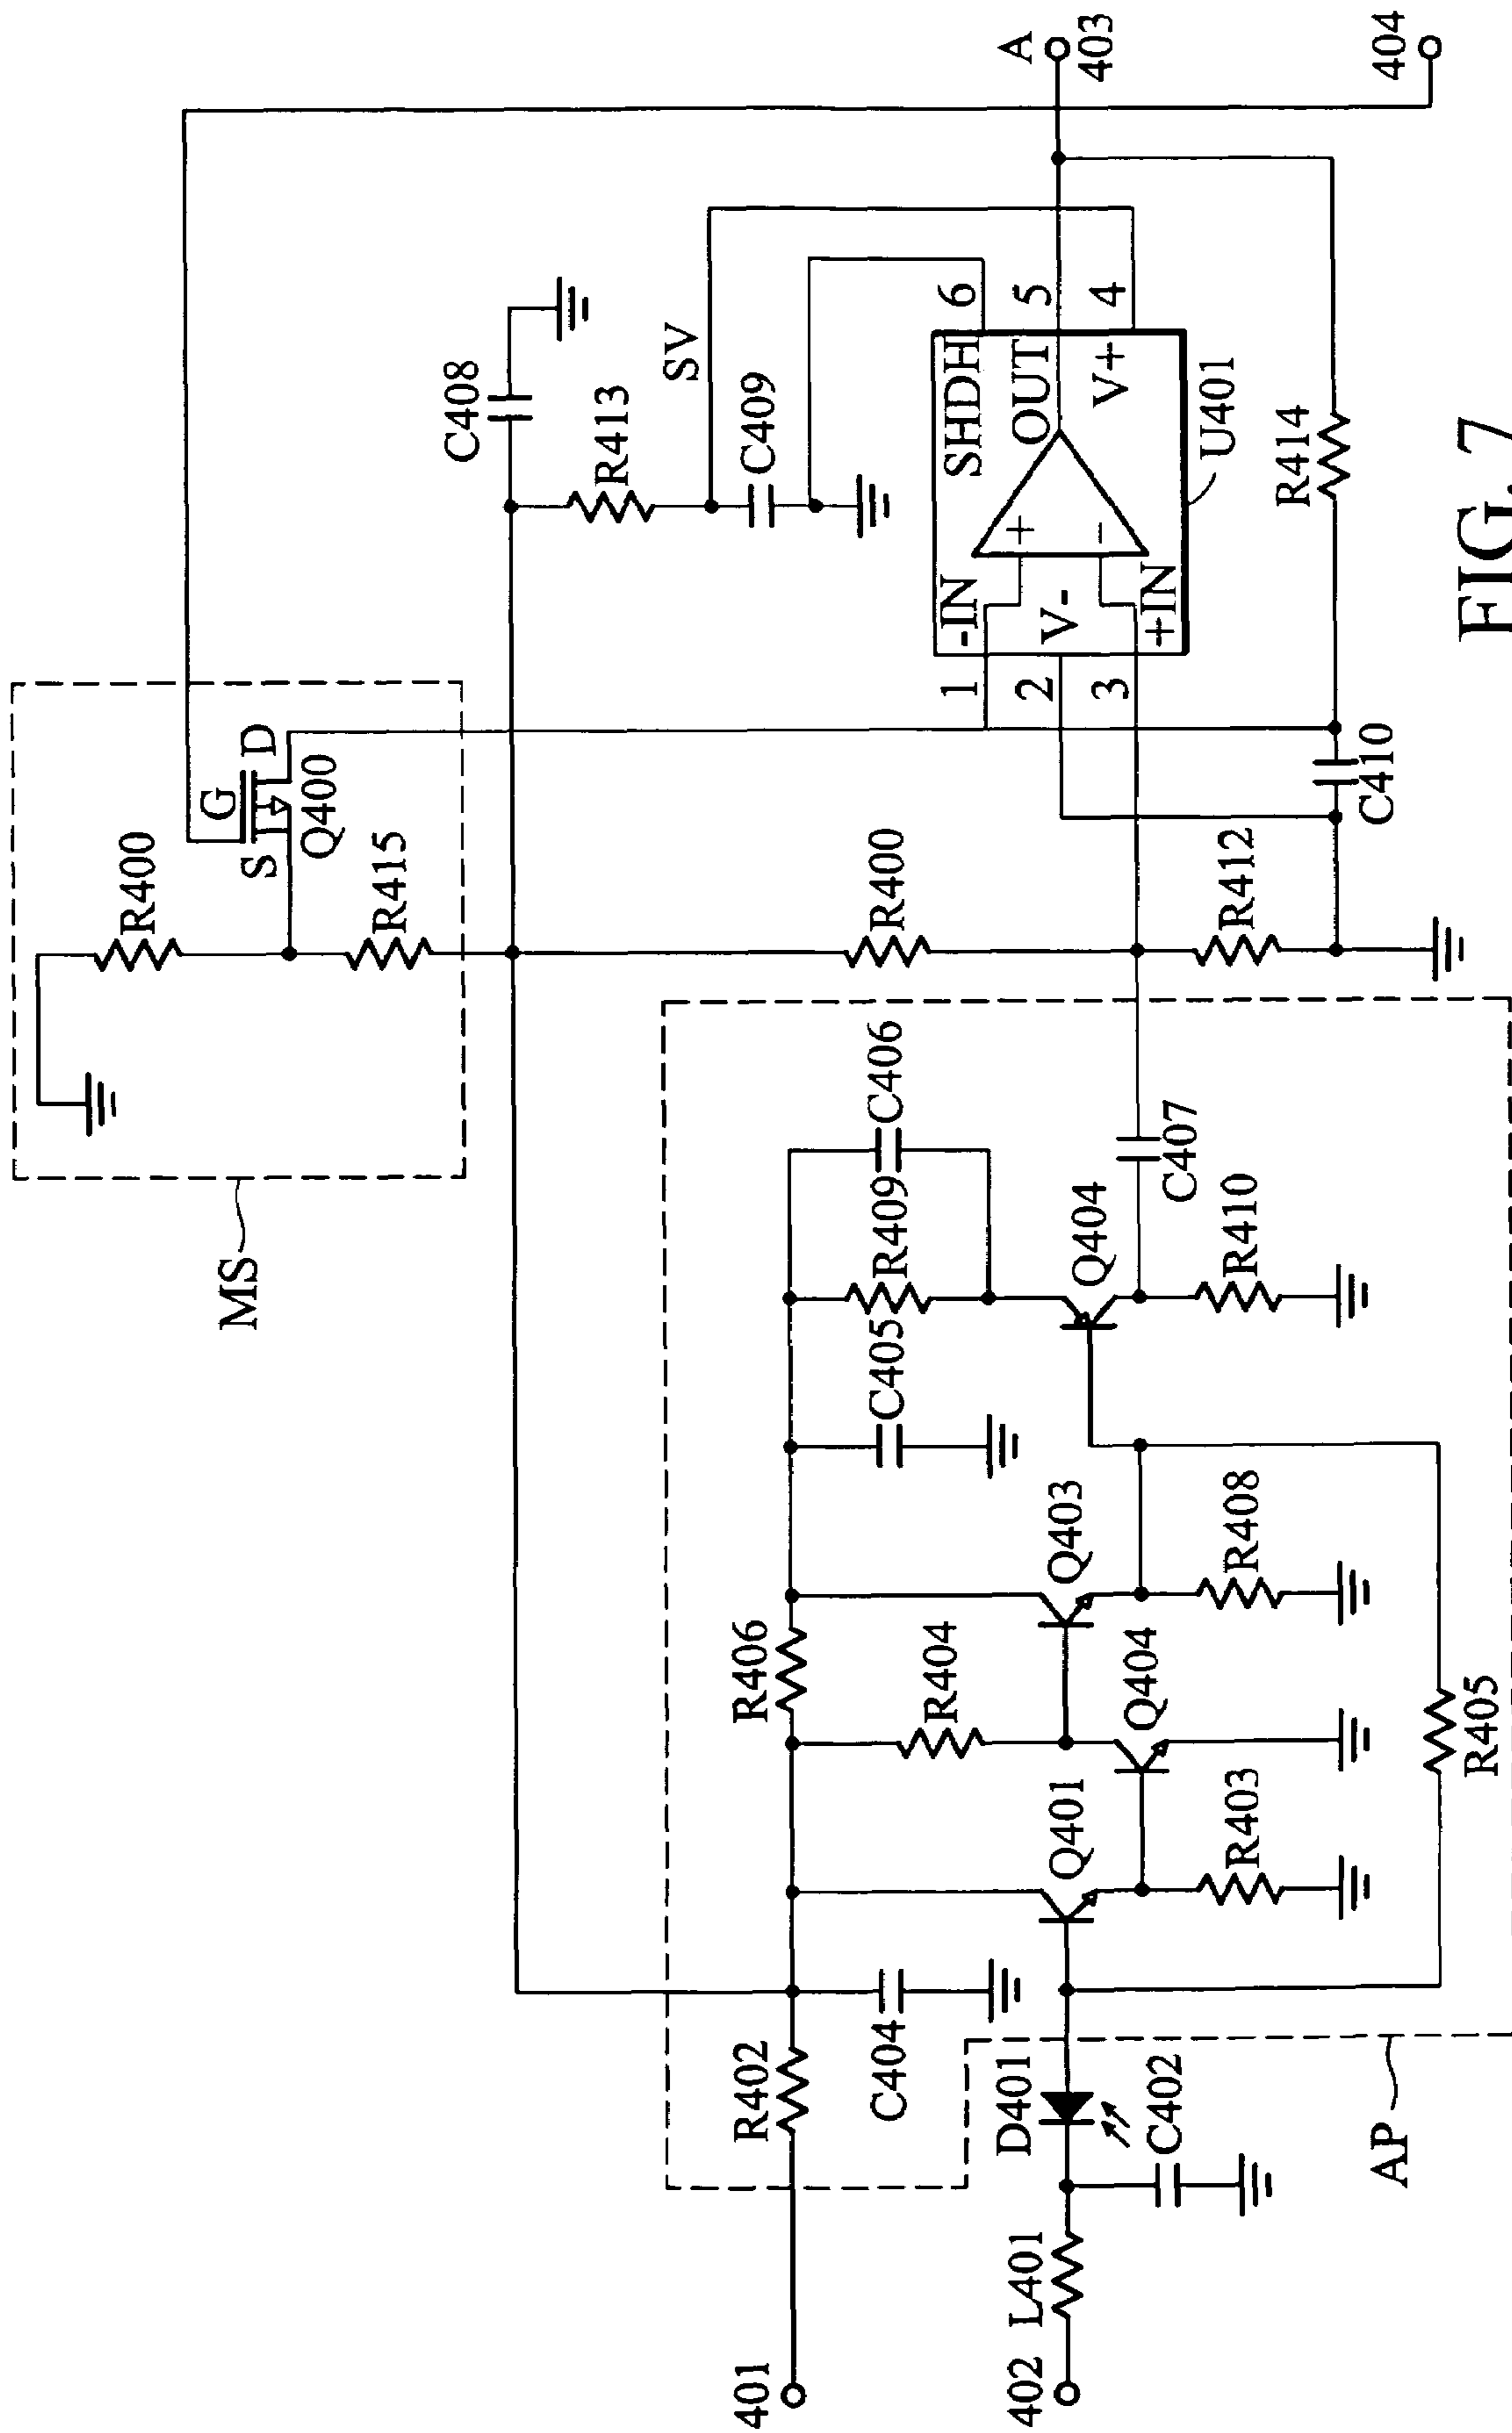 MS
R400
R415
S
G
D
Q400
C408
R413
SV
C409
A
403
404
401
R402
R406
C404
R404
C405
R409
C406
R400
402
L401
D401
C402
Q401
R403
Q404
Q403
R408
Q404
R410
C407
R412
R405
AP
-IN
V-
+IN
+
-
SHDH
OUT
V+
1
2
3
6
5
4
U401
R414
C410
FIG. 7